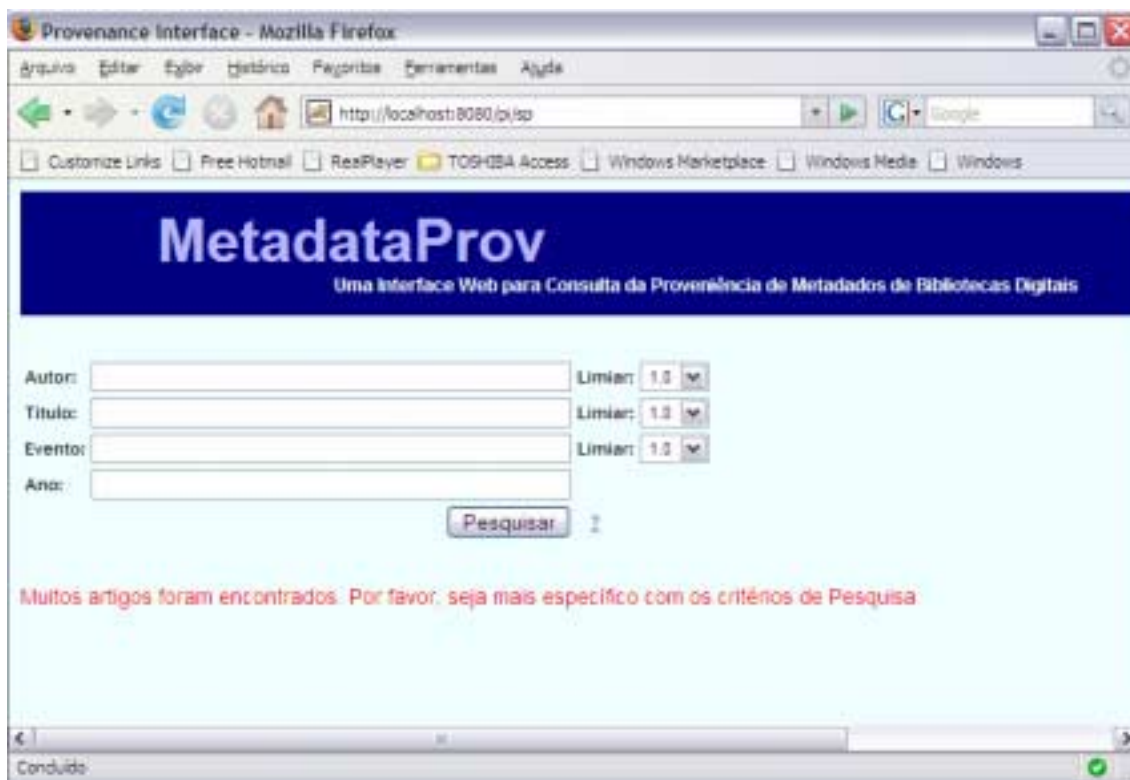 Provenance Interface - Mozilla Firefox
Arquivo Editar Exibir Histórico Favoritos Ferramentas Ajuda
http://localhost:8080/pi/sp Google
Customize Links Free Hotmail RealPlayer TOSHIBA Access Windows Marketplace Windows Media Windows
MetadataProv
Uma Interface Web para Consulta da Proveniência de Metadados de Bibliotecas Digitais
Autor: Limiar: 1.0
Título: Limiar: 1.0
Evento: Limiar: 1.0
Ano:
Pesquisar ?
Muitos artigos foram encontrados. Por favor, seja mais específico com os critérios de Pesquisa
Concluído